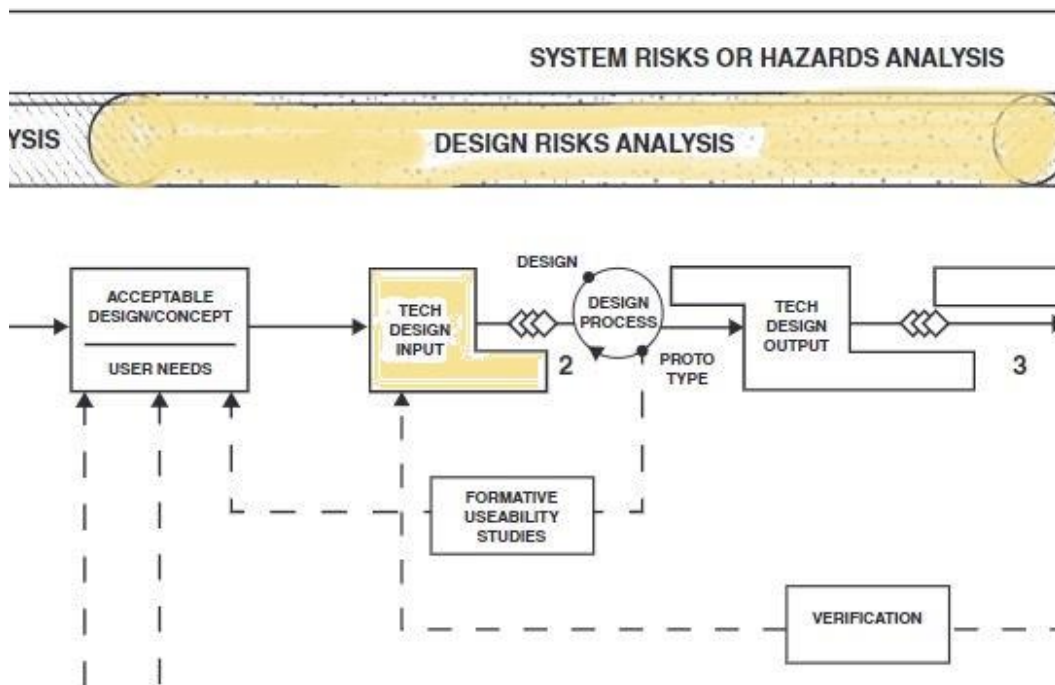 SYSTEM RISKS OR HAZARDS ANALYSIS
YSIS
DESIGN RISKS ANALYSIS
ACCEPTABLE
DESIGN/CONCEPT
USER NEEDS
TECH
DESIGN
INPUT
2
DESIGN
DESIGN
PROCESS
PROTO
TYPE
TECH
DESIGN
OUTPUT
3
FORMATIVE
USEABILITY
STUDIES
VERIFICATION